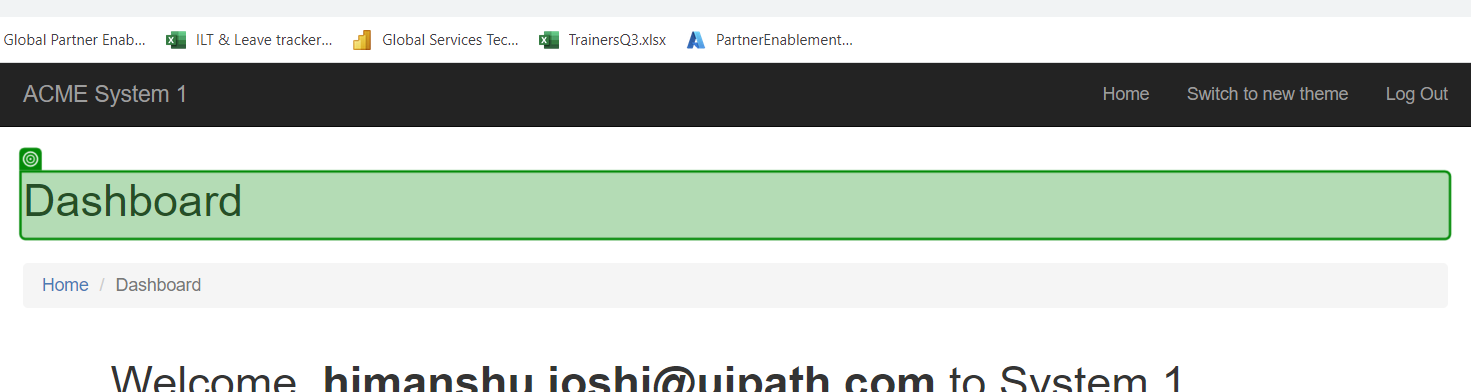 Global Partner Enab... ILT & Leave tracker... Global Services Tec... TrainersQ3.xlsx PartnerEnablement...
ACME System 1 Home Switch to new theme Log Out
Dashboard
Home / Dashboard
Welcome, himanshu.joshi@uipath.com to System 1